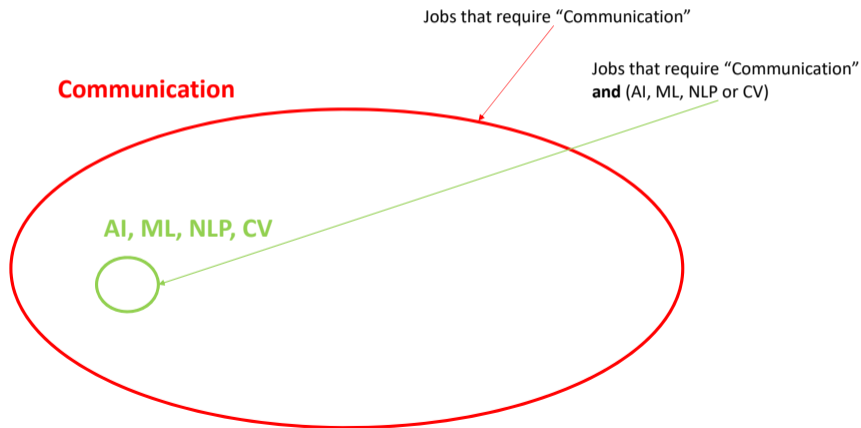 Jobs that require “Communication”
Jobs that require “Communication”
and (AI, ML, NLP or CV)
Communication
AI, ML, NLP, CV